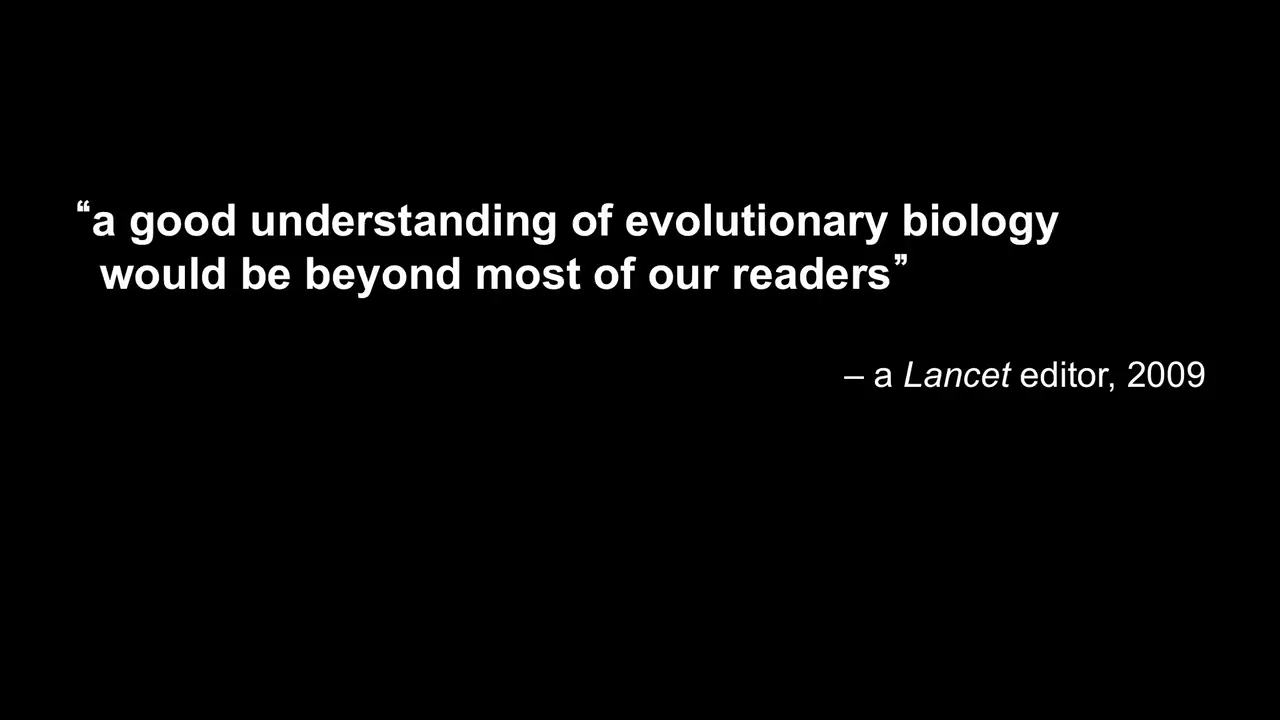 ❝a good understanding of evolutionary biology
would be beyond most of our readers❞
– a Lancet editor, 2009